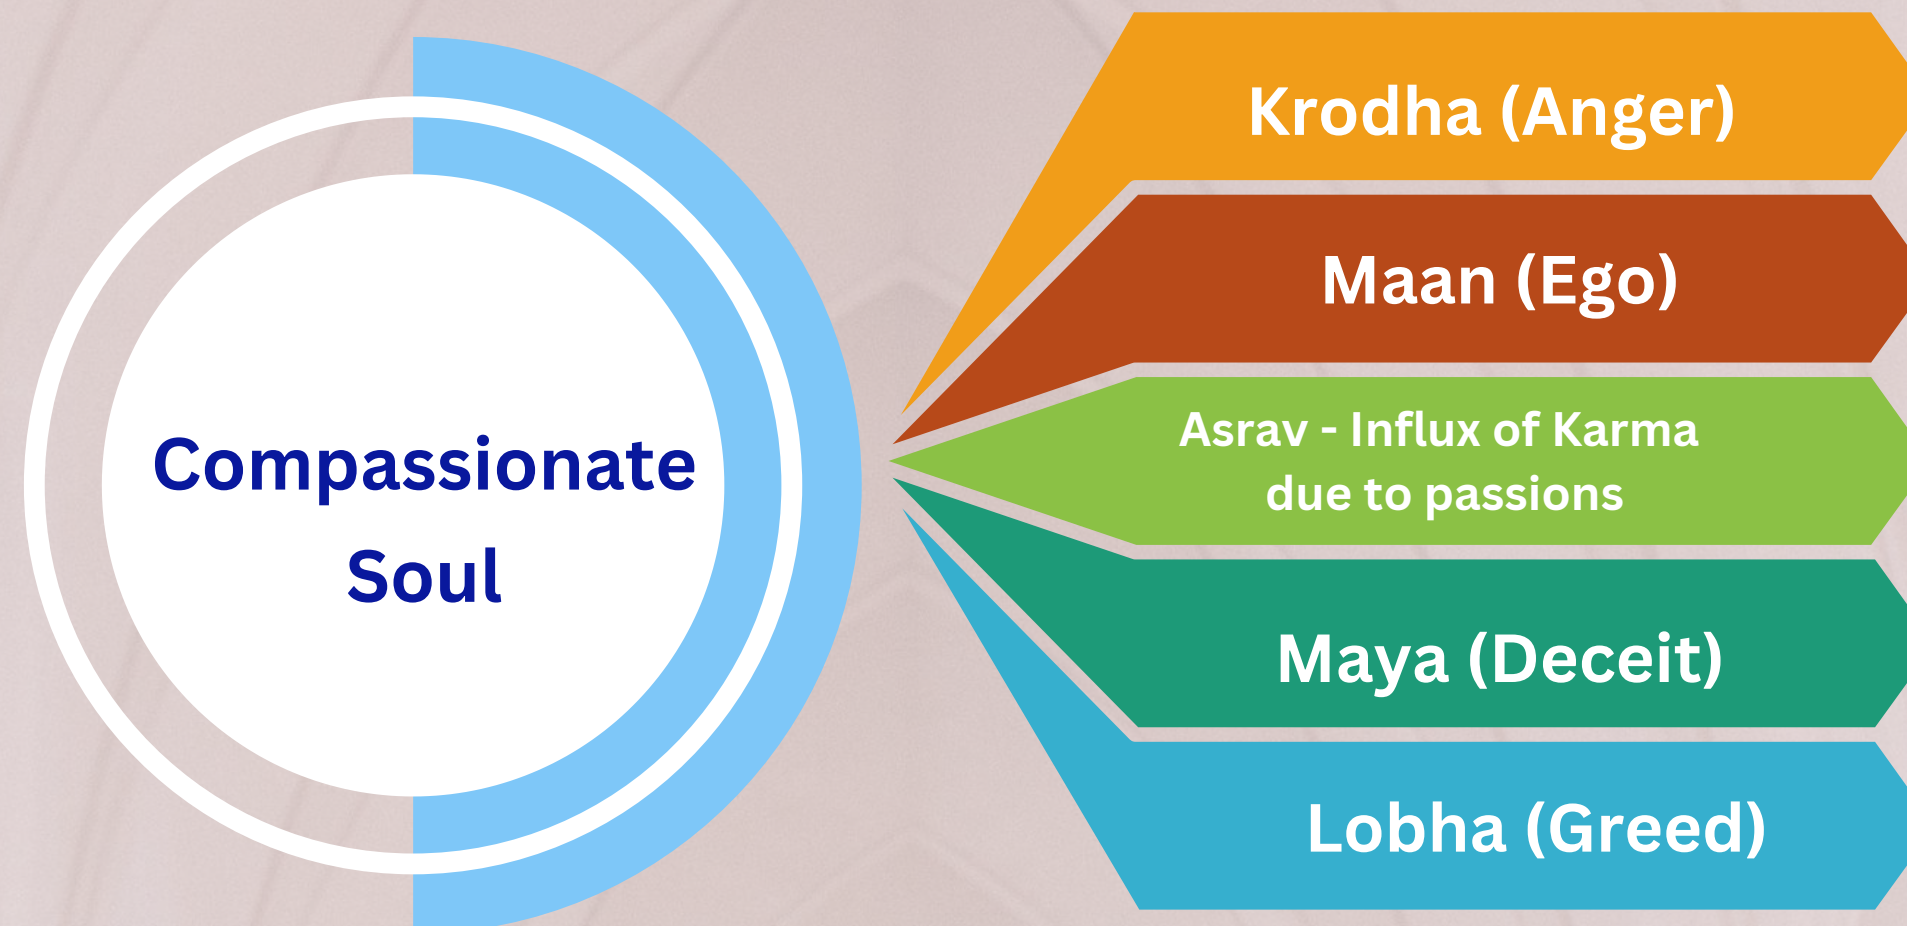 Compassionate
Soul
Krodha (Anger)
Maan (Ego)
Asrav - Influx of Karma
due to passions
Maya (Deceit)
Lobha (Greed)